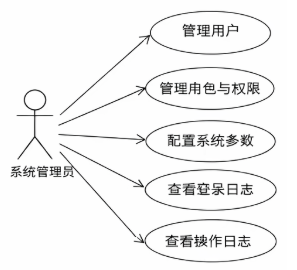 管理用户
管理角色与权限
配置系统参数
系统管理员
查看登录日志
查看操作日志